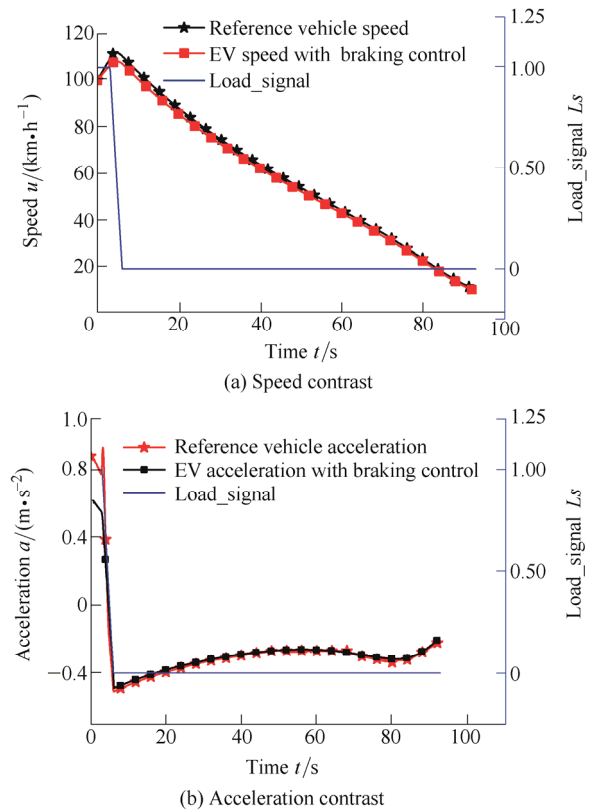 Reference vehicle speed
EV speed with braking control
Load_signal
120
100
80
60
40
20
Speed u/(km•h⁻¹)
1.25
1.00
0.50
0
Load_signal Ls
0 20 40 60 80 100
Time t/s
(a) Speed contrast
Reference vehicle acceleration
EV acceleration with braking control
Load_signal
1.0
0.8
0.4
0
−0.4
Acceleration a/(m•s⁻²)
1.25
1.00
0.50
0
Load_signal Ls
0 20 40 60 80 100
Time t/s
(b) Acceleration contrast